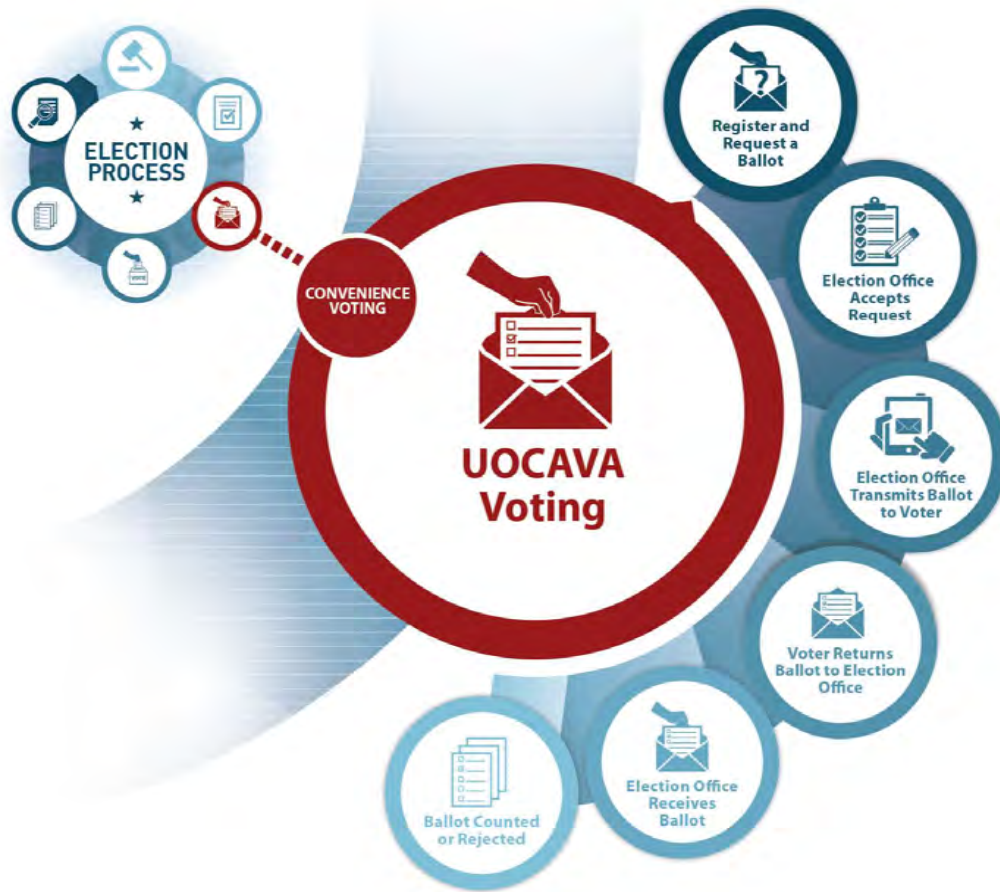 ELECTION
PROCESS
CONVENIENCE
VOTING
UOCAVA
Voting
?
Register and
Request a
Ballot
Election Office
Accepts
Request
Election Office
Transmits Ballot
to Voter
Voter Returns
Ballot to Election
Office
Election Office
Receives
Ballot
Ballot Counted
or Rejected
VOTE